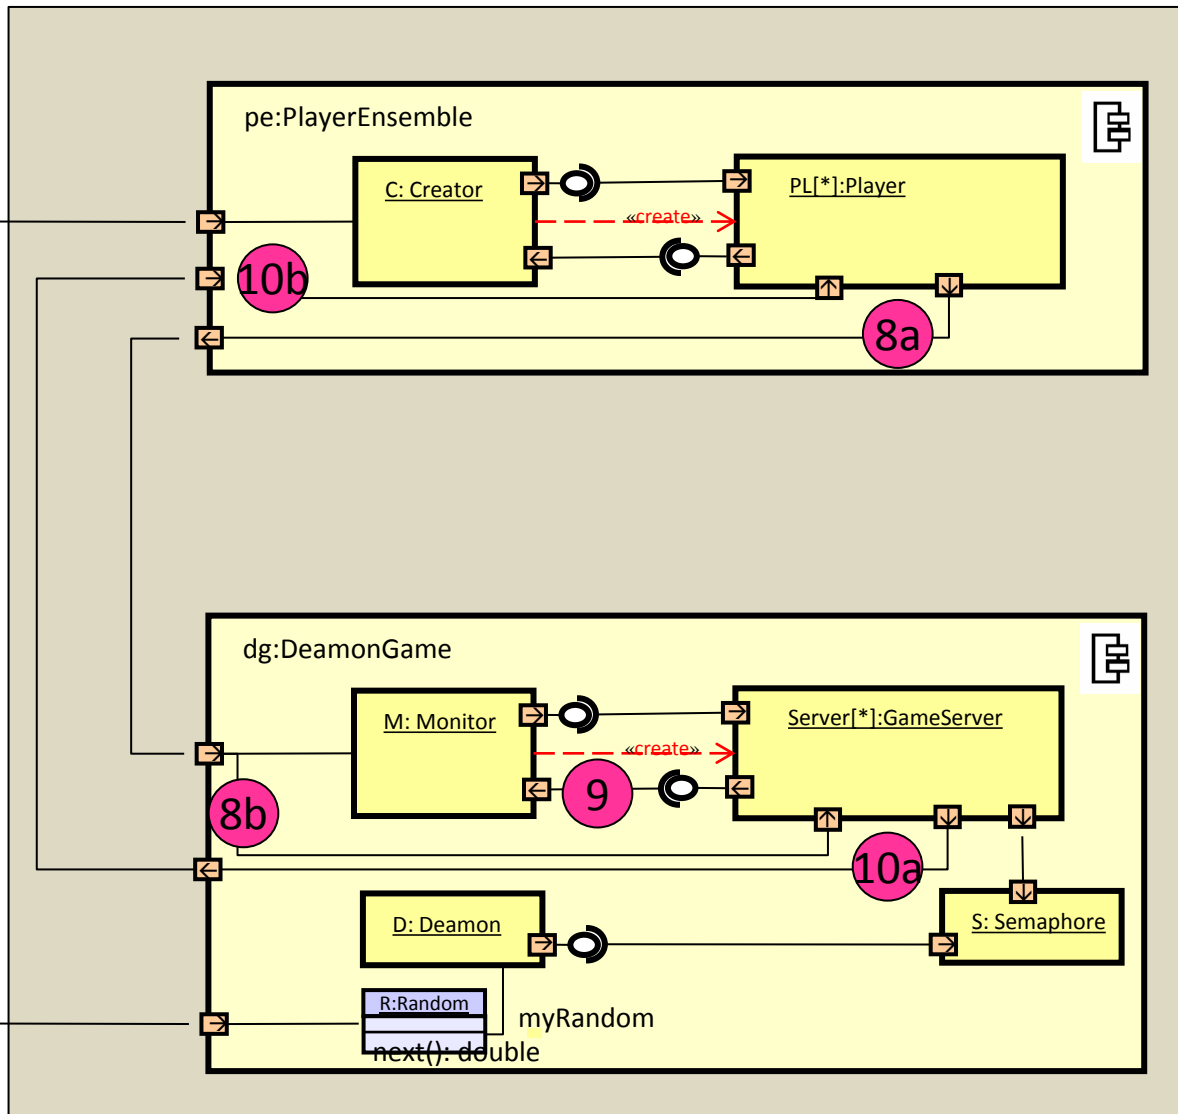 pe:PlayerEnsemble
C: Creator
PL[*]:Player
«create»
10b
8a
dg:DeamonGame
M: Monitor
Server[*]:GameServer
«create»
9
8b
10a
D: Deamon
S: Semaphore
R:Random
myRandom
next(): double